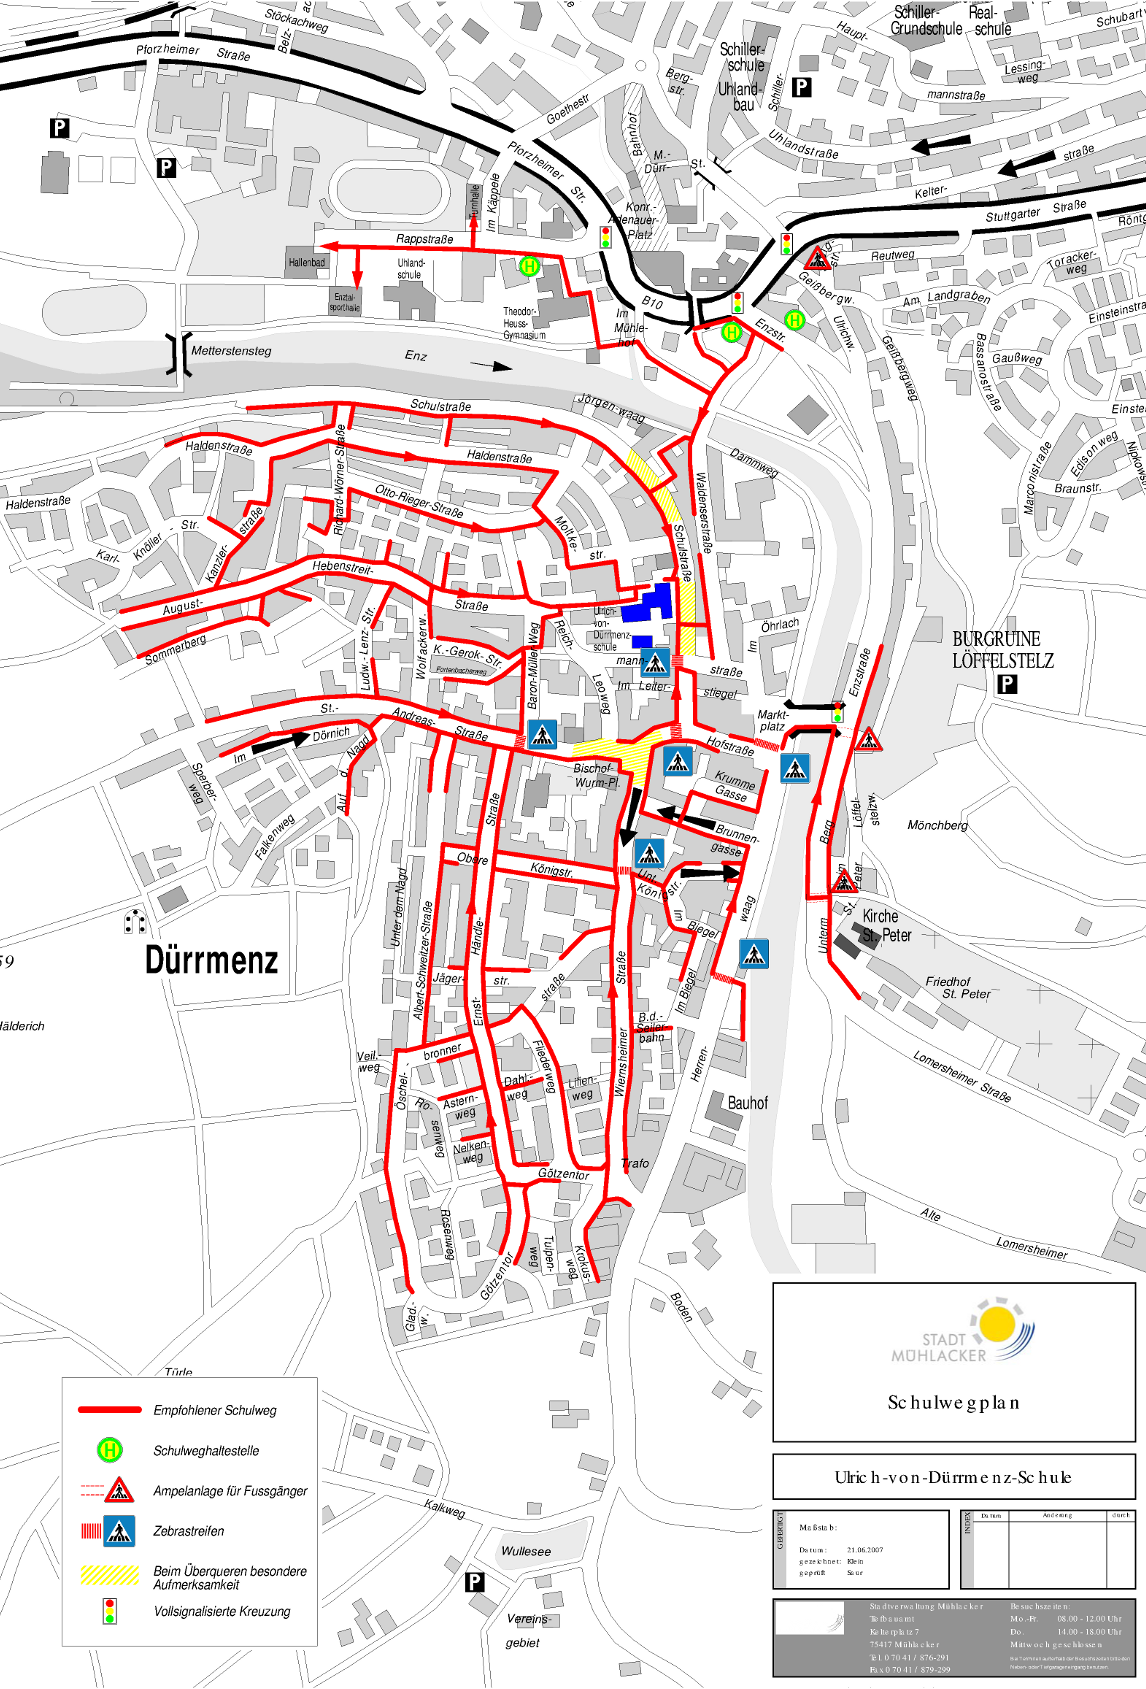 Stöckachweg
Belz-
Pforzheimer Straße
Goethestr
Pforzheimer Str.
Bahnhof
Berg-
str.
Schiller-
schule
Uhland-
bau
Schiller-
Haupt-
Schiller-
Grundschule
Real-
schule
Schubart
Lessing-
weg
mannstraße
Uhlandstraße
straße
Kelter-
Stuttgarter Straße
Rönt
M.-
Dürr-
St.
Konr.-
Adenauer-
Platz
P
P
P
Turnhalle
Im Käppele
Rappstraße
Hallenbad
Uhland-
schule
Enztal-
sporthalle
H
Theodor-
Heuss-
Gymnasium
Im
Mühle-
hof
B10
H
H
Enzstr.
Reutweg
Geißbergw.
Ulrichw.
Geißbergweg
Am Landgraben
Torackerweg
Einsteinstra
Bassanostraße
Gaußweg
Einste
Marconistraße
Edisonweg
Nipkows
Braunstr.
Metterstensteg
Enz
Jörgen-waag
Dammweg
Schulstraße
Haldenstraße
Haldenstraße
Haldenstraße
Richard-Wörner-Straße
Otto-Rieger-Straße
Karl-
Knöller-
Str.
Kanzler-
straße
Moltke-
str.
Waldenserstraße
Schulstraße
Hebenstreit-
Straße
August-
Sommerberg
Ludw.-Lenz-Str.
Wolfackerw.
K.-Gerok-Str.
Baron-Müller-Weg
Reich-
Ulrich-
von-
Dürrmenz-
schule
mann-
straße
Leoweg
Im Leiter-
stiegel
Im
Öhrlach
Enzstraße
BURGRUINE
LÖFFELSTELZ
P
Markt-
platz
Hofstraße
St.-
Andreas-
Straße
Im
Dörnich
Auf d. Nagd
Sperber-
weg
Falkenweg
Bischof-
Wurm-Pl.
Krumme
Gasse
Brunnen-
gasse
Löffel-
stelzw.
Mönchberg
Berg
Obere
Königstr.
Unt.
Königstr.
Im
Biegel
Im Biegel
waag
Unterm
St.
Peter
Kirche
St. Peter
Friedhof
St. Peter
Lomersheimer Straße
Dürrmenz
59
Hälderich
Unter dem Nagd
Albert-Schweitzer-Straße
Ernst-
Händle-
Straße
Jäger-
str.
straße
Wiernsheimer
Straße
B.d.-
Seiler-
bahn
Herren-
Veil.-
weg
Öschel-
bronner
Fliederweg
Dahl.-
weg
Lilien-
weg
Astern-
weg
Ro-
senweg
Nelken-
weg
Bauhof
Trafo
Götzentor
Rosenweg
Götzentor
Tulpen-
weg
Krokus-
weg
Glad.-
w.
Boden
Alte
Lomersheimer
Türle
Kalkweg
Wullesee
P
Vereins-
gebiet
Empfohlener Schulweg
H
Schulweghaltestelle
Ampelanlage für Fussgänger
Zebrastreifen
Beim Überqueren besondere
Aufmerksamkeit
Vollsignalisierte Kreuzung
STADT
MÜHLACKER
Schulwegplan
Ulrich-von-Dürrmenz-Schule
GEFERTIGT
Maßstab:
Datum: 21.06.2007
gezeichnet: Klein
geprüft Saur
INDEX
Datum Änderung durch
Stadtverwaltung Mühlacker
Tiefbauamt
Kelterplatz 7
75417 Mühlacker
Tel. 0 70 41 / 876-291
Fax 0 70 41 / 879-299
Besuchszeiten:
Mo.-Fr. 08.00 - 12.00 Uhr
Do. 14.00 - 18.00 Uhr
Mittwoch geschlossen